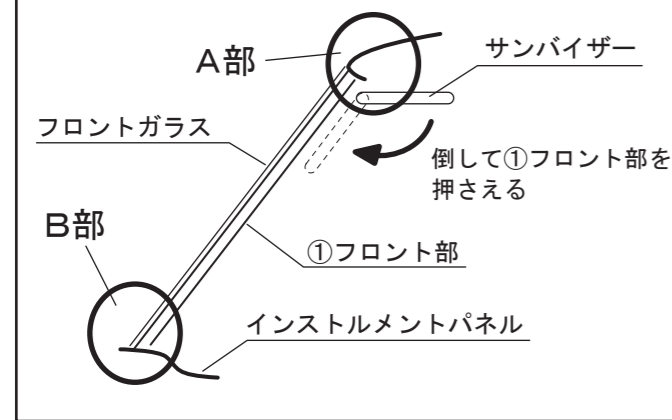 A部
サンバイザー
フロントガラス
倒して①フロント部を
押さえる
B部
①フロント部
インストルメントパネル